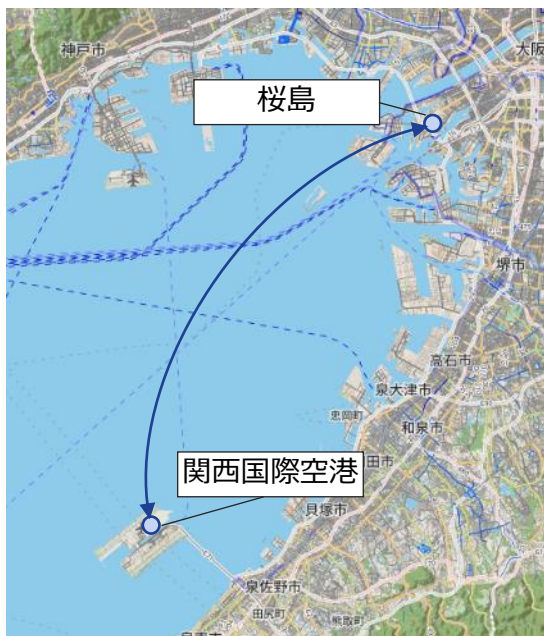 神戸市
大阪
桜島
堺市
高石市
泉大津市
忠岡町
和泉市
関西国際空港
田市
貝塚市
泉佐野市
田尻町
熊取町